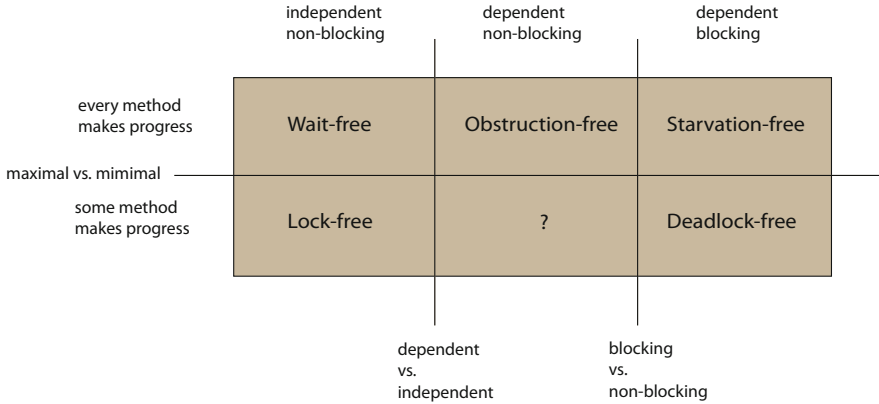 independent
non-blocking
dependent
non-blocking
dependent
blocking
every method
makes progress
Wait-free
Obstruction-free
Starvation-free
maximal vs. mimimal
some method
makes progress
Lock-free
?
Deadlock-free
dependent
vs.
independent
blocking
vs.
non-blocking